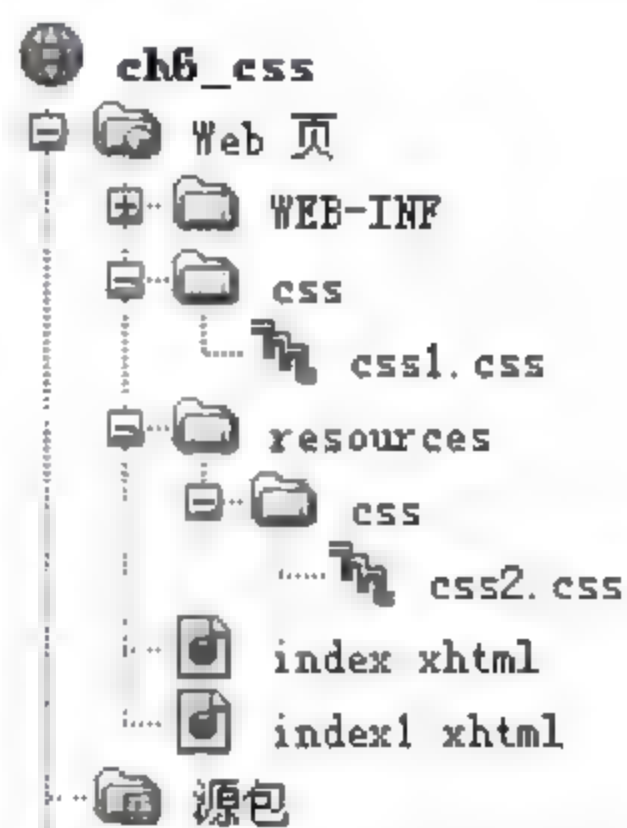 ch6_css
Web 页
WEB-INF
css
css1.css
resources
css
css2.css
index xhtml
index1 xhtml
源包